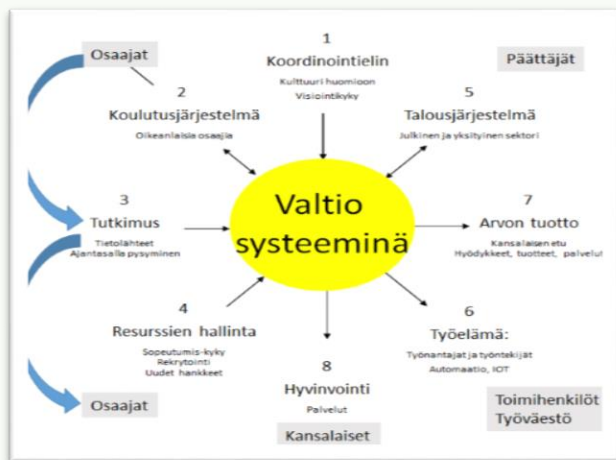 Osaajat
1
Koordinointielin
Kulttuuri huomioon
Visiointikyky
Päättäjät
2
Koulutusjärjestelmä
Oikeanlaisia osaajia
5
Talousjärjestelmä
Julkinen ja yksityinen sektori
3
Tutkimus
Tietolähteet
Ajantasalla pysyminen
Valtio
systeeminä
7
Arvon tuotto
Kansalaisen etu
Hyödykkeet, tuotteet, palvelut
4
Resurssien hallinta
Sopeutumis-kyky
Rekrytointi
Uudet hankkeet
6
Työelämä:
Työnantajat ja työntekijät
Automaatio, IOT
8
Hyvinvointi
Palvelut
Osaajat
Kansalaiset
Toimihenkilöt
Työväestö